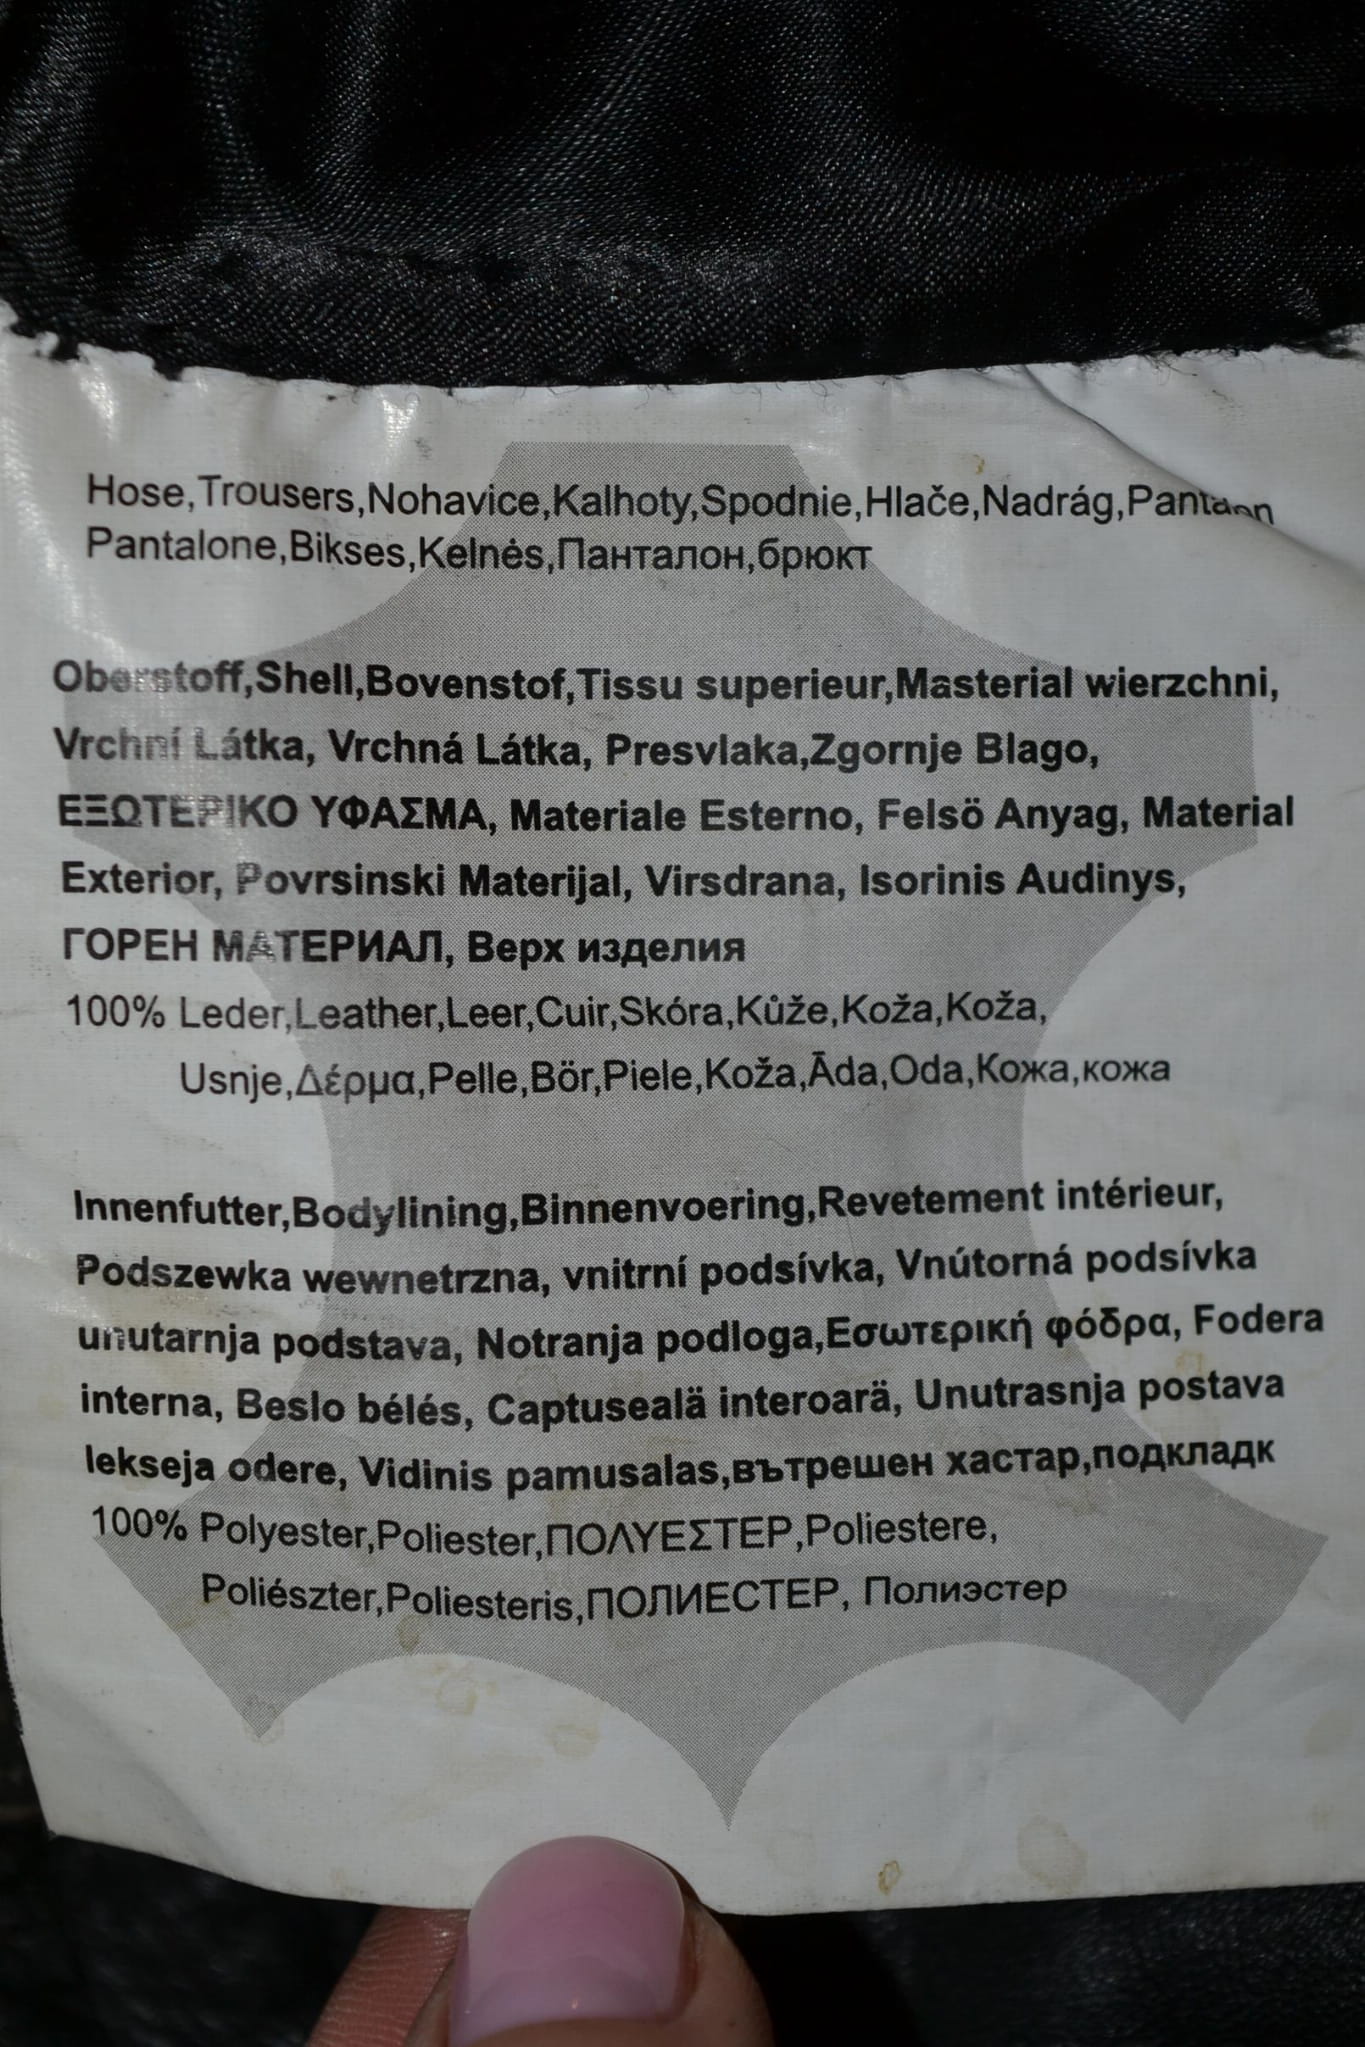 Hose,Trousers,Nohavice,Kalhoty,Spodnie,Hlače,Nadrág,
Pantalone,Bikses,Kelnės,Панталон,брюкт
Oberstoff,Shell,Bovenstof,Tissu superieur,Masterial wierzchni,
Vrchní Látka, Vrchná Látka, Presvlaka,Zgornje Blago,
ΕΞΩΤΕΡΙΚΟ ΥΦΑΣΜΑ, Materiale Esterno, Felsö Anyag, Material
Exterior, Povrsinski Materijal, Virsdrana, Isorinis Audinys,
ГОРЕН МАТЕРИАЛ, Верх изделия
100% Leder,Leather,Leer,Cuir,Skóra,Kůže,Koža,Koža,
Usnje,Δέρμα,Pelle,Bör,Piele,Koža,Āda,Oda,Кожа,кожа
Innenfutter,Bodylining,Binnenvoering,Revetement intérieur,
Podszewka wewnetrzna, vnitrní podsívka, Vnútorná podsívka
unutarnja podstava, Notranja podloga,Εσωτερική φόδρα, Fodera
interna, Beslo bélés, Captusealä interoarä, Unutrasnja postava
lekseja odere, Vidinis pamusalas,вътрешен хастар,подкладк
100% Polyester,Poliester,ΠΟΛΥΕΣΤΕΡ,Poliestere,
Poliészter,Poliesteris,ПОЛИЕСТЕР, Полиэстер